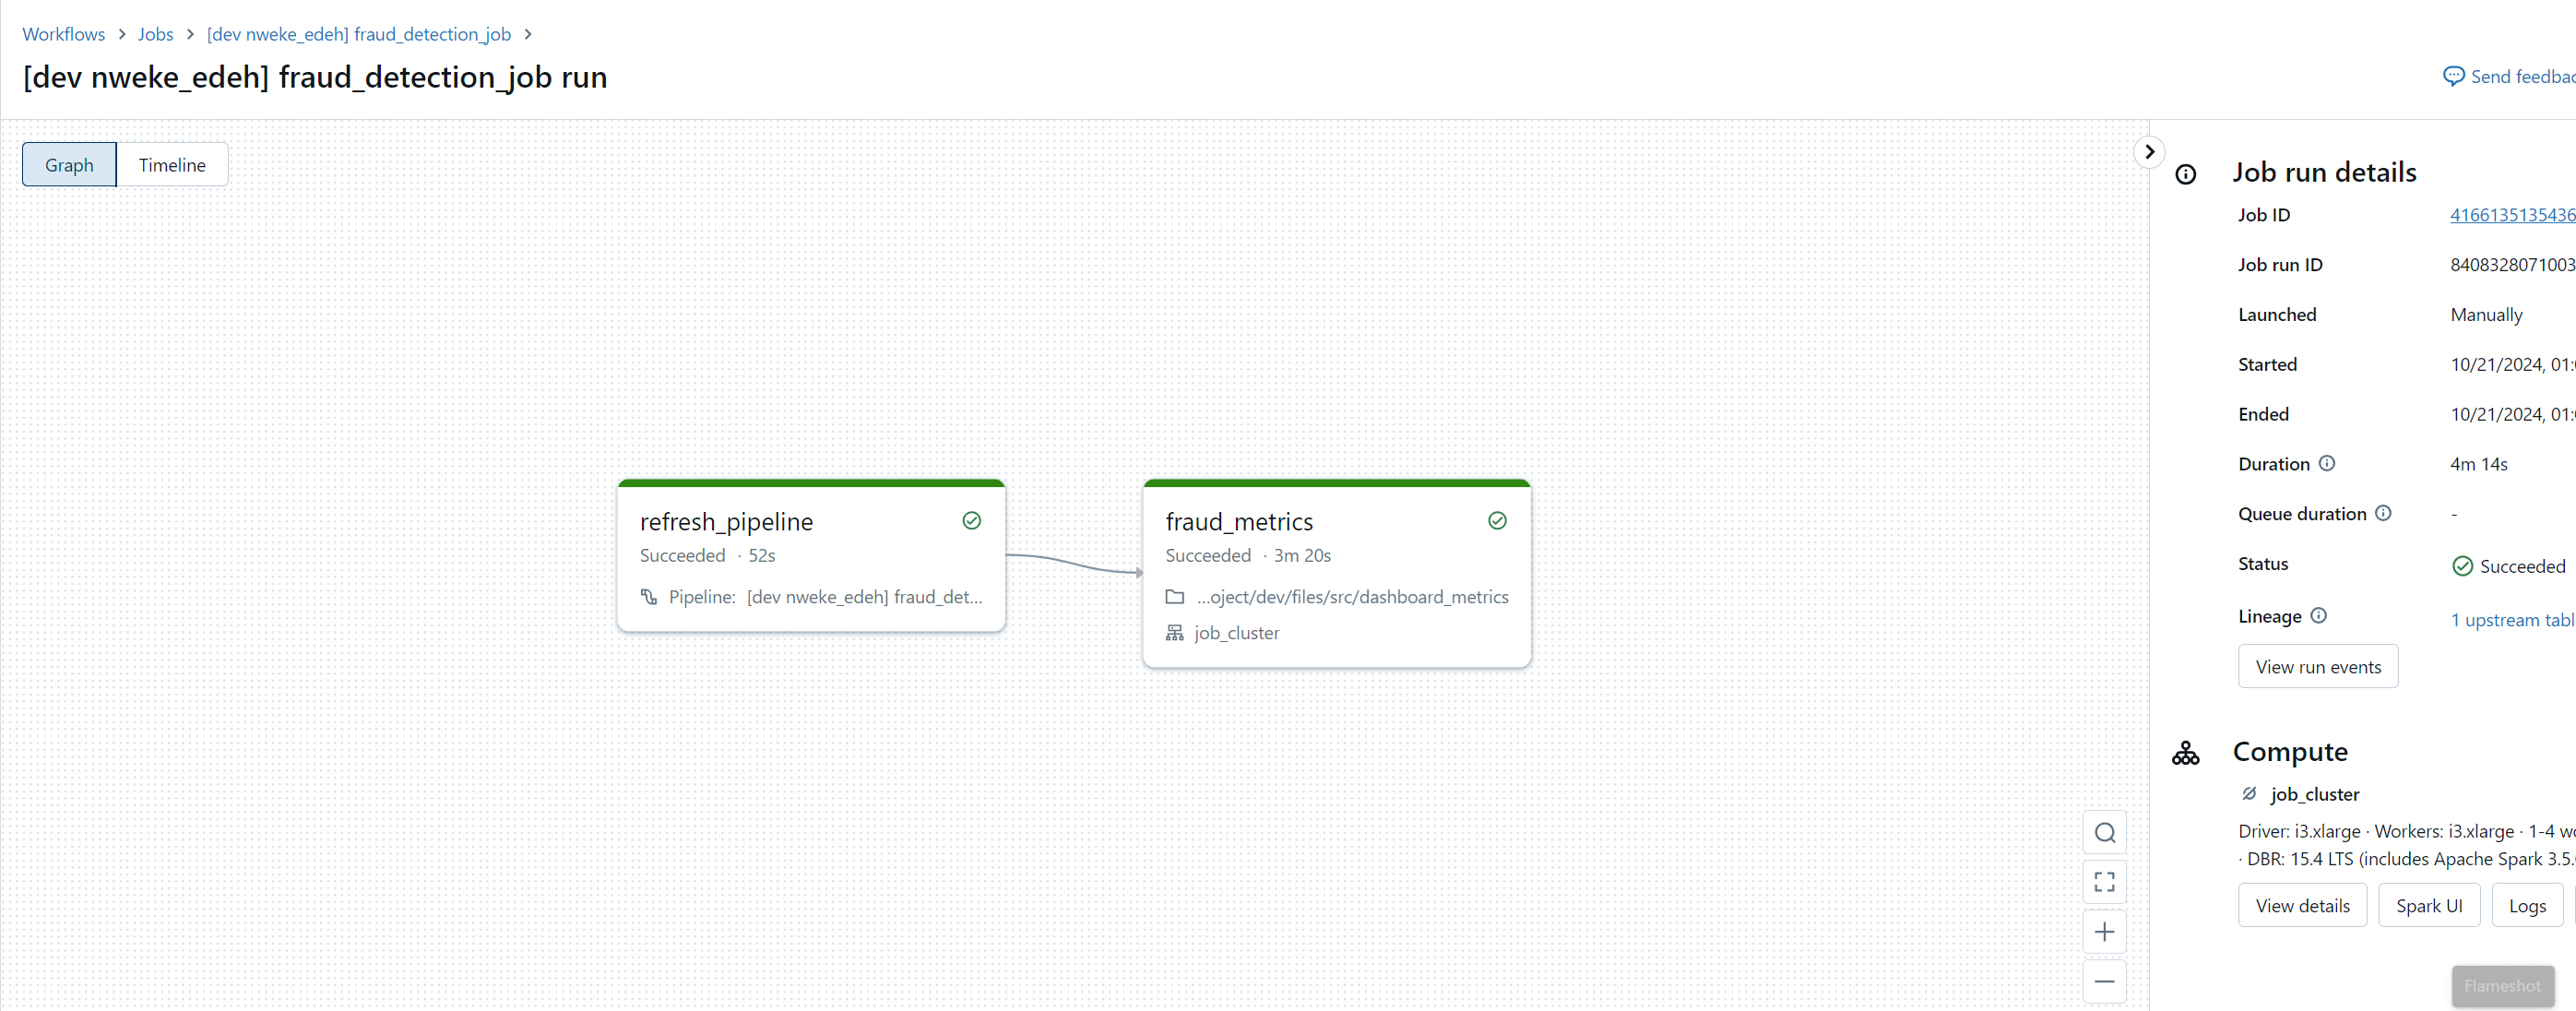 Workflows > Jobs > [dev nweke_edeh] fraud_detection_job >
[dev nweke_edeh] fraud_detection_job run
Send feedbac
Graph
Timeline
refresh_pipeline
Succeeded · 52s
Pipeline: [dev nweke_edeh] fraud_det...
fraud_metrics
Succeeded · 3m 20s
...oject/dev/files/src/dashboard_metrics
job_cluster
Job run details
Job ID 4166135135436
Job run ID 8408328071003
Launched Manually
Started 10/21/2024, 01:
Ended 10/21/2024, 01:
Duration 4m 14s
Queue duration -
Status Succeeded
Lineage 1 upstream tabl
View run events
Compute
job_cluster
Driver: i3.xlarge · Workers: i3.xlarge · 1-4 wo
· DBR: 15.4 LTS (includes Apache Spark 3.5.
View details
Spark UI
Logs
Flameshot